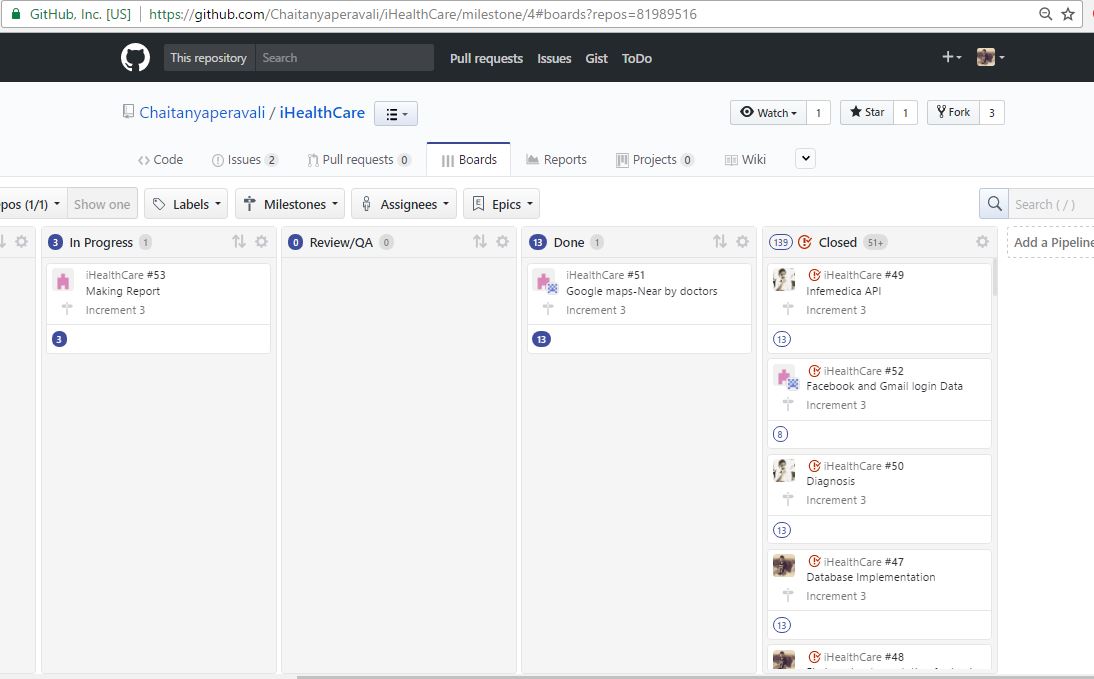 GitHub, Inc. [US] | https://github.com/Chaitanyaperavali/iHealthCare/milestone/4#boards?repos=81989516
This repository Search Pull requests Issues Gist ToDo
Chaitanyaperavali / iHealthCare Watch 1 Star 1 Fork 3
Code Issues 2 Pull requests 0 Boards Reports Projects 0 Wiki
epos (1/1) Show one Labels Milestones Assignees Epics Search ( / )
3 In Progress 1
iHealthCare #53
Making Report
Increment 3
3
0 Review/QA 0
13 Done 1
iHealthCare #51
Google maps-Near by doctors
Increment 3
13
139 Closed 51+
iHealthCare #49
Infemedica API
Increment 3
13
iHealthCare #52
Facebook and Gmail login Data
Increment 3
8
iHealthCare #50
Diagnosis
Increment 3
13
iHealthCare #47
Database Implementation
Increment 3
13
iHealthCare #48
Add a Pipeline